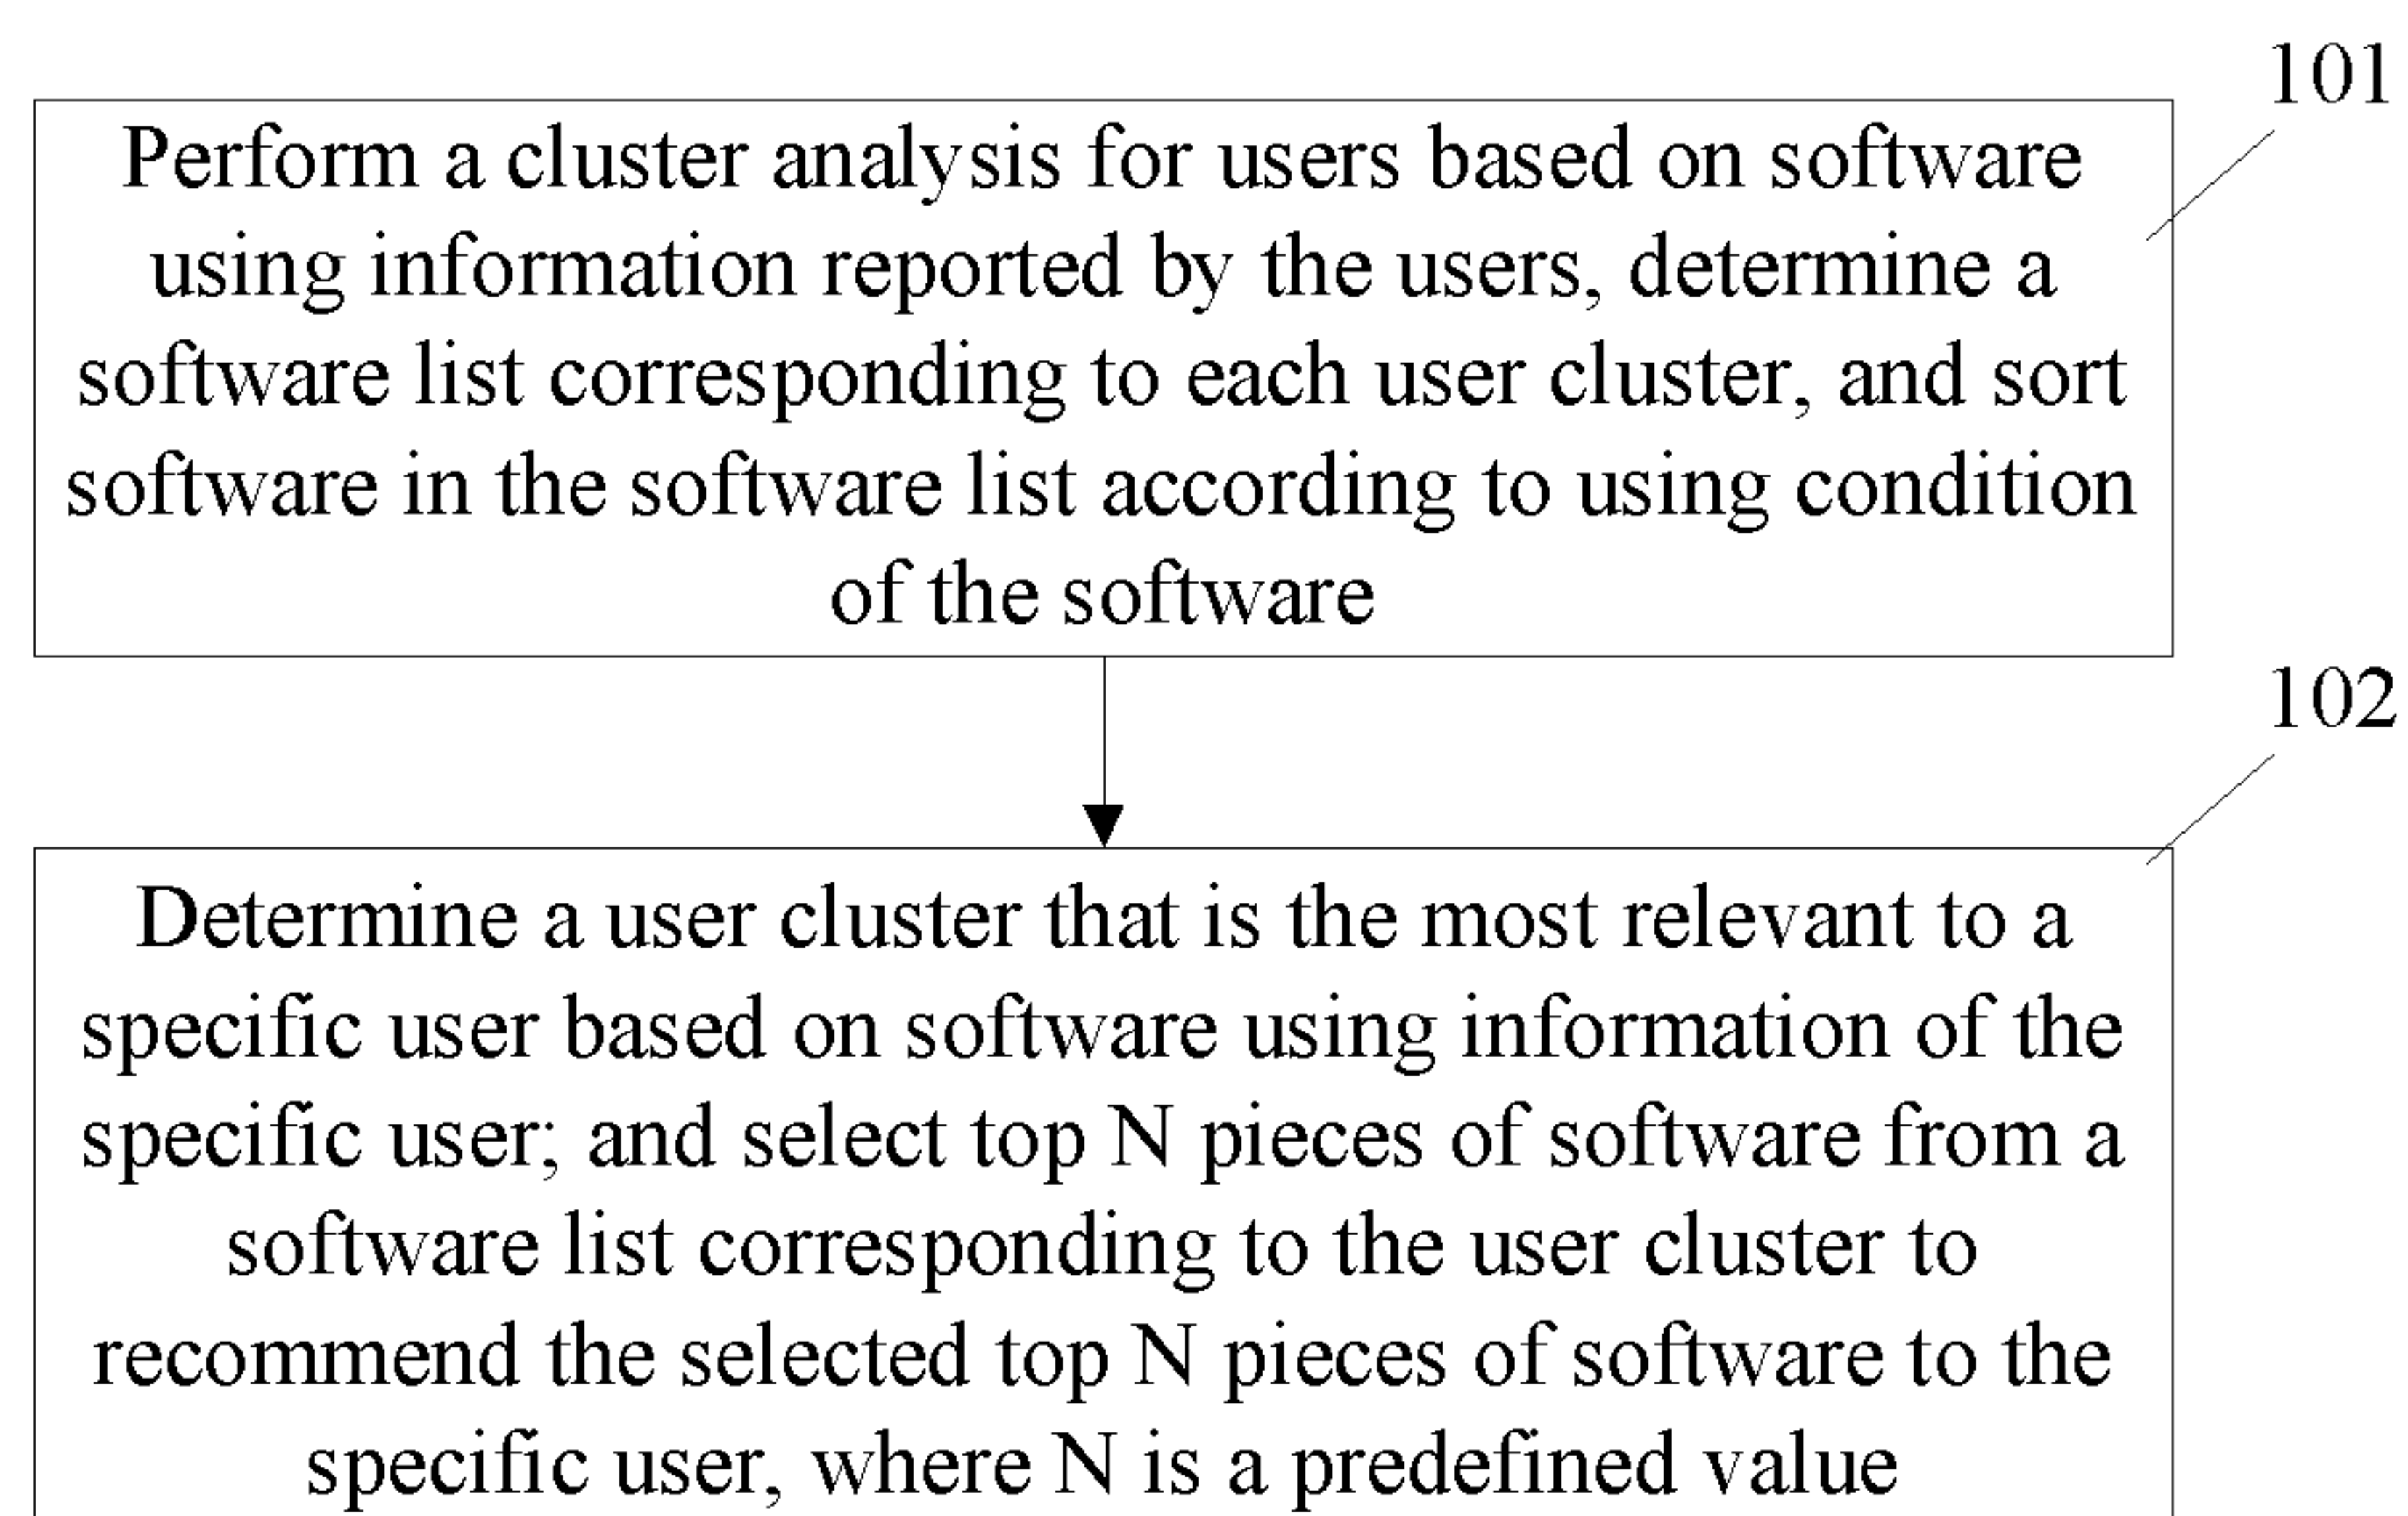 101
Perform a cluster analysis for users based on software
using information reported by the users, determine a
software list corresponding to each user cluster, and sort
software in the software list according to using condition
of the software
102
Determine a user cluster that is the most relevant to a
specific user based on software using information of the
specific user; and select top N pieces of software from a
software list corresponding to the user cluster to
recommend the selected top N pieces of software to the
specific user, where N is a predefined value